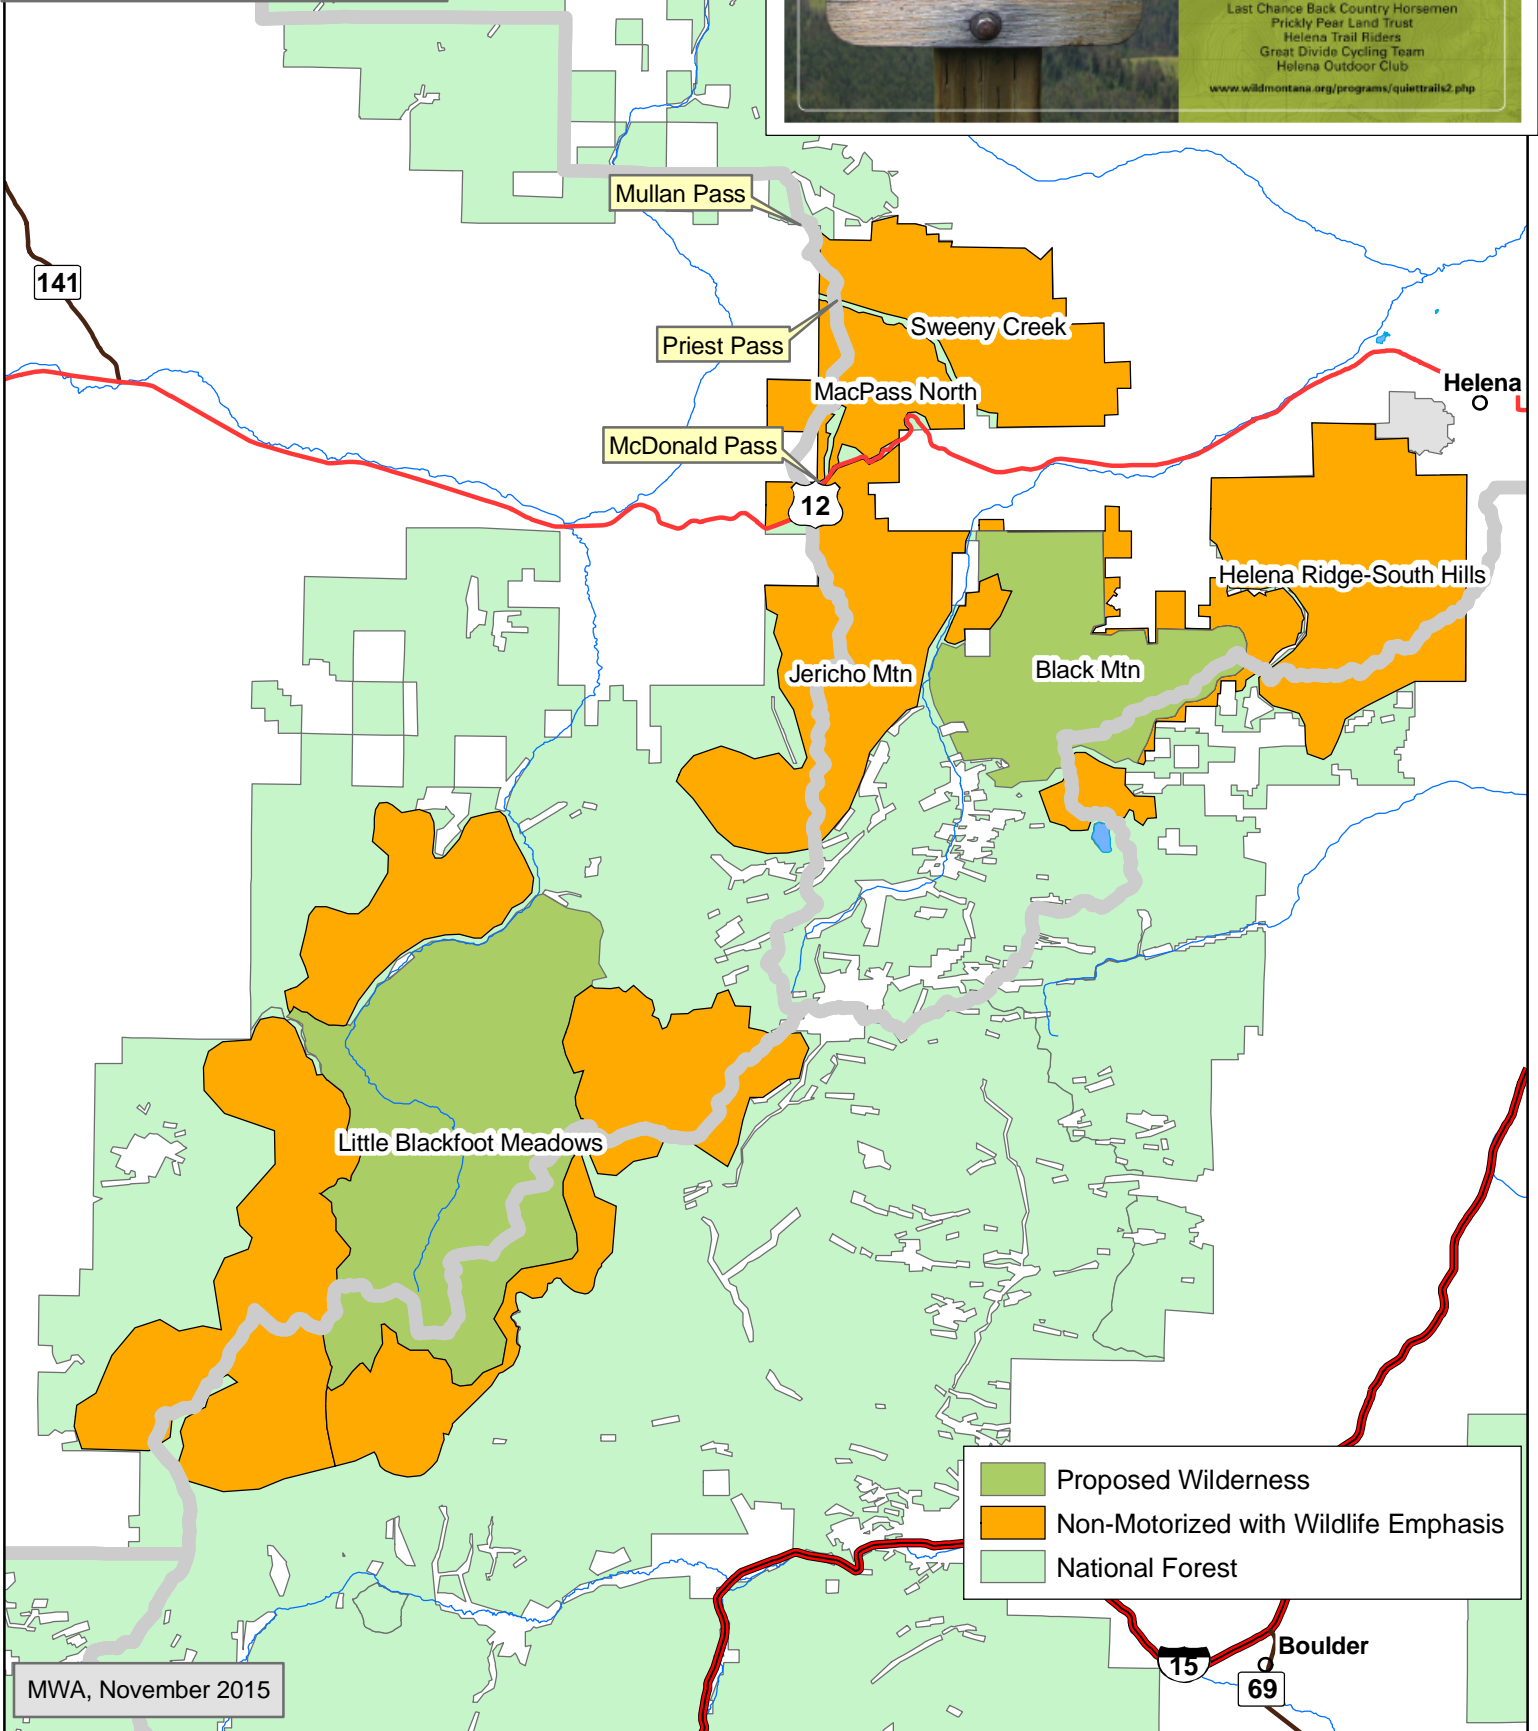 Last Chance Back Country Horsemen
Prickly Pear Land Trust
Helena Trail Riders
Great Divide Cycling Team
Helena Outdoor Club
www.wildmontana.org/programs/quiettrails2.php
Mullan Pass
141
Sweeny Creek
Priest Pass
MacPass North
Helena
McDonald Pass
12
Helena Ridge-South Hills
Jericho Mtn
Black Mtn
Little Blackfoot Meadows
Proposed Wilderness
Non-Motorized with Wildlife Emphasis
National Forest
Boulder
15
69
MWA, November 2015